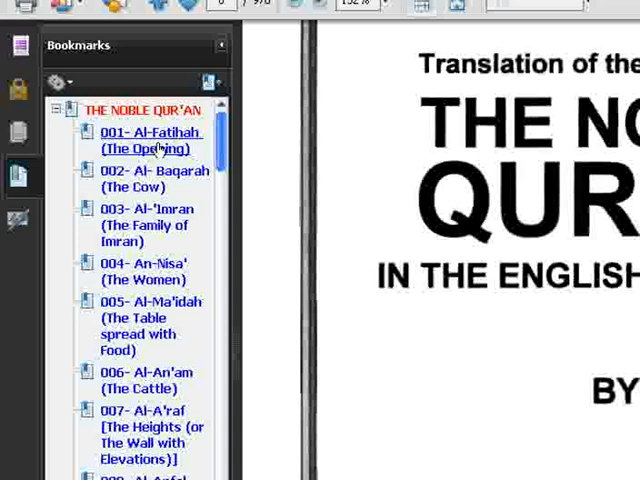 152%
Bookmarks
THE NOBLE QUR'AN
001- Al-Fatihah
(The Opening)
002- Al- Baqarah
(The Cow)
003- Al-'Imran
(The Family of
Imran)
004- An-Nisa'
(The Women)
005- Al-Ma'idah
(The Table
spread with
Food)
006- Al-An'am
(The Cattle)
007- Al-A'raf
[The Heights (or
The Wall with
Elevations)]
Translation of the
THE NO
QUR
IN THE ENGLISH
BY